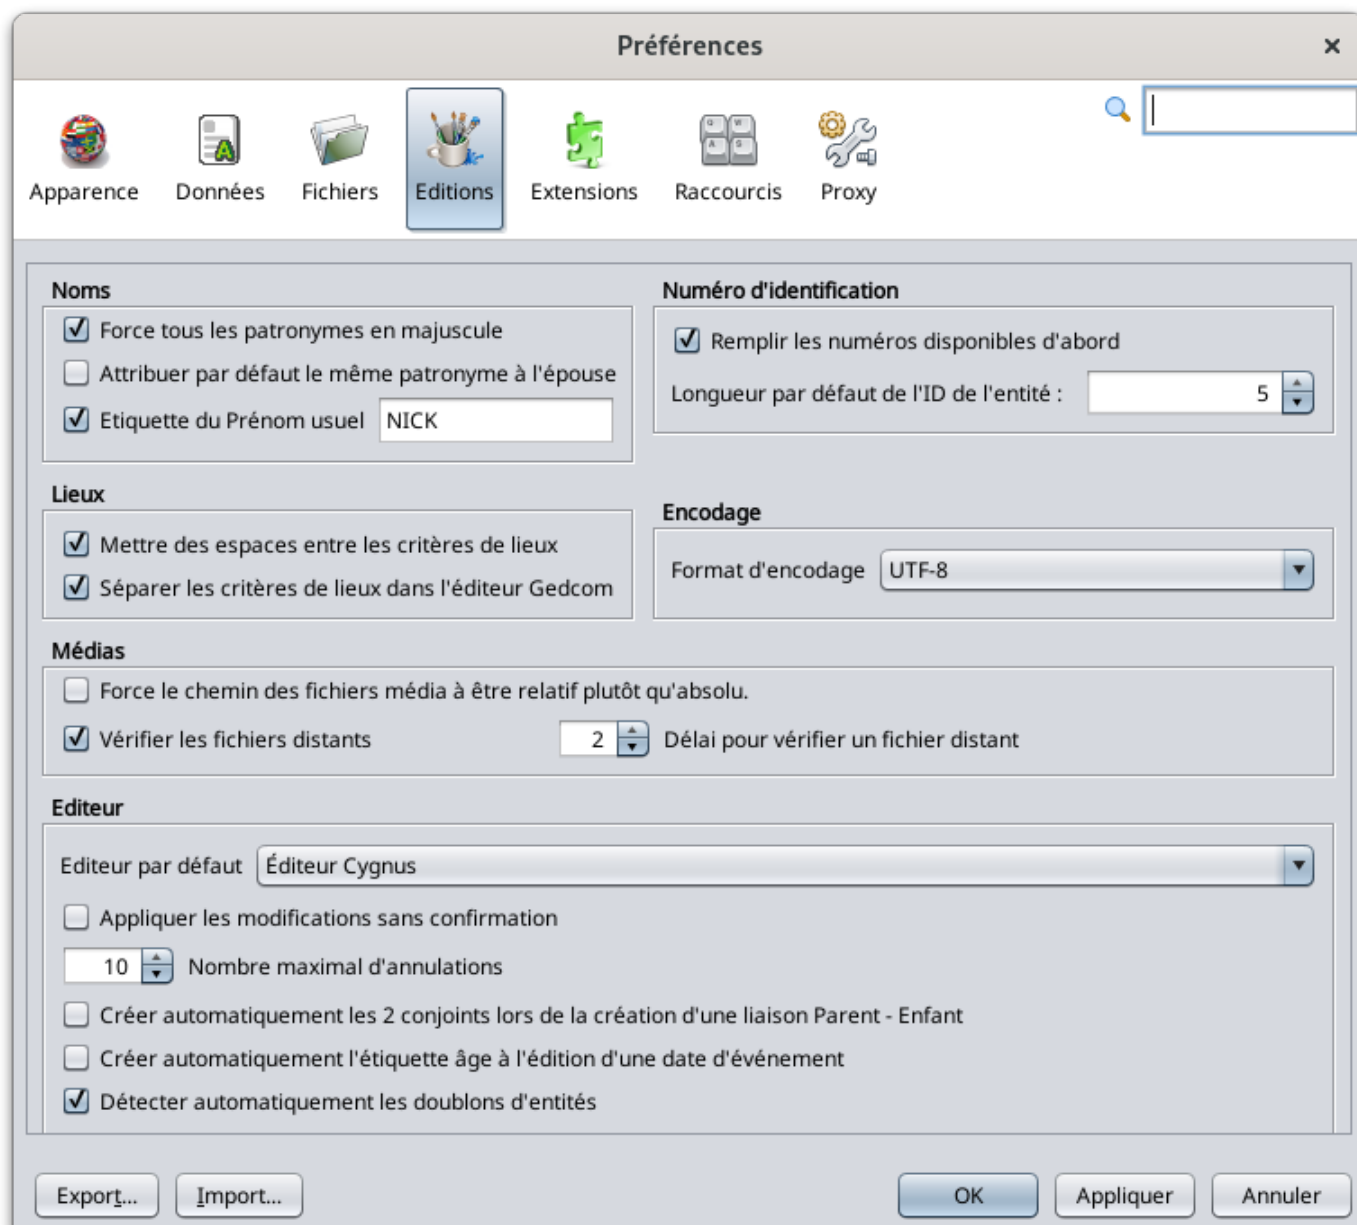 Préférences
Apparence
Données
Fichiers
Editions
Extensions
Raccourcis
Proxy
Noms
Force tous les patronymes en majuscule
Attribuer par défaut le même patronyme à l'épouse
Etiquette du Prénom usuel NICK
Numéro d'identification
Remplir les numéros disponibles d'abord
Longueur par défaut de l'ID de l'entité : 5
Lieux
Mettre des espaces entre les critères de lieux
Séparer les critères de lieux dans l'éditeur Gedcom
Encodage
Format d'encodage UTF-8
Médias
Force le chemin des fichiers média à être relatif plutôt qu'absolu.
Vérifier les fichiers distants 2 Délai pour vérifier un fichier distant
Editeur
Editeur par défaut Éditeur Cygnus
Appliquer les modifications sans confirmation
10 Nombre maximal d'annulations
Créer automatiquement les 2 conjoints lors de la création d'une liaison Parent - Enfant
Créer automatiquement l'étiquette âge à l'édition d'une date d'événement
Détecter automatiquement les doublons d'entités
Export... Import... OK Appliquer Annuler